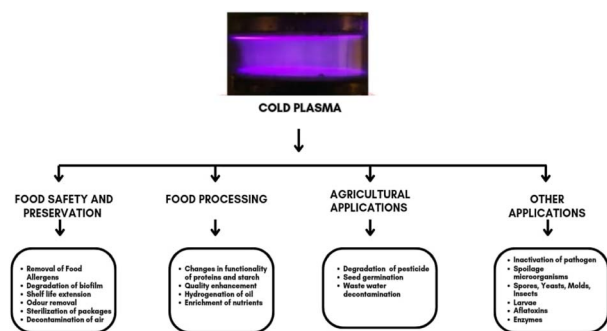 COLD PLASMA
FOOD SAFETY AND
PRESERVATION
FOOD PROCESSING
AGRICULTURAL
APPLICATIONS
OTHER
APPLICATIONS
• Removal of Food
Allergens
• Degradation of biofilm
• Shelf life extension
• Odour removal
• Sterilization of packages
• Decontamination of air
• Changes in functionality
of proteins and starch
• Quality enhancement
• Hydrogenation of oil
• Enrichment of nutrients
• Degradation of pesticide
• Seed germination
• Waste water
decontamination
• Inactivation of pathogen
• Spoilage
microorganisms
• Spores, Yeasts, Molds,
Insects
• Larvae
• Aflatoxins
• Enzymes